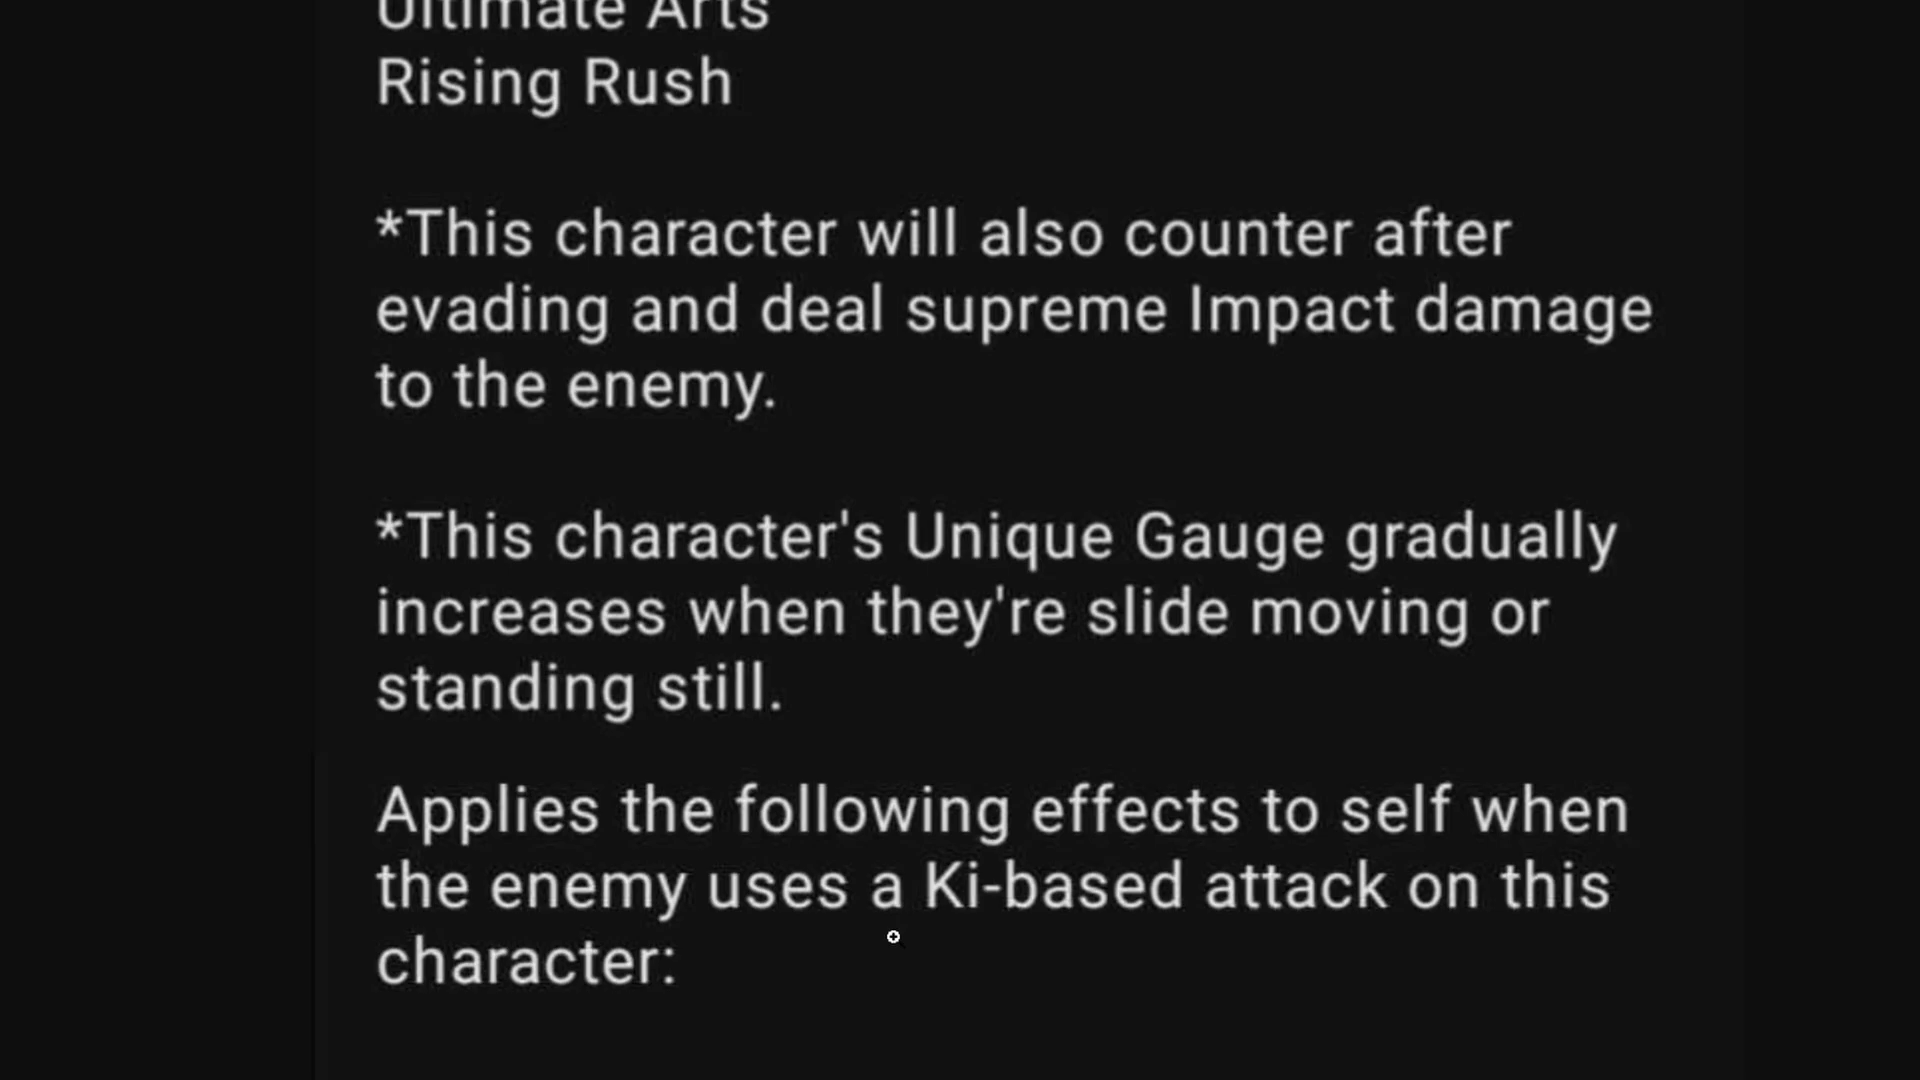 Ultimate Arts
Rising Rush
*This character will also counter after
evading and deal supreme Impact damage
to the enemy.
*This character's Unique Gauge gradually
increases when they're slide moving or
standing still.
Applies the following effects to self when
the enemy uses a Ki-based attack on this
character: